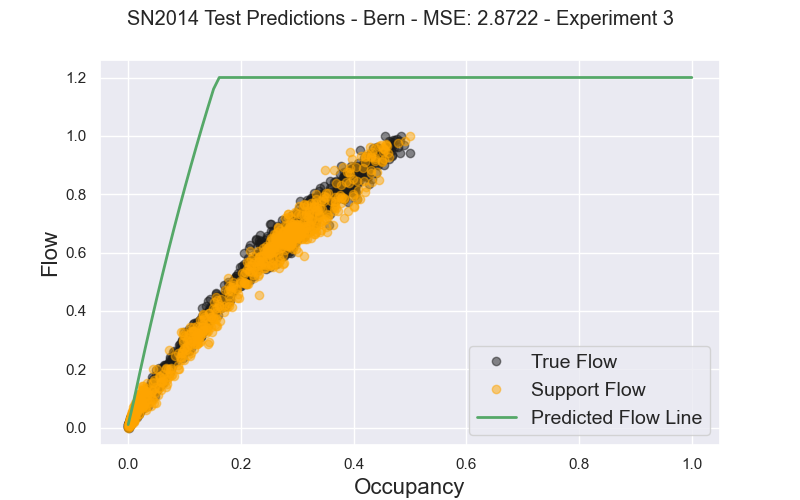 SN2014 Test Predictions - Bern - MSE: 2.8722 - Experiment 3
1.2
1.0
0.8
0.6
0.4
0.2
0.0
Flow
True Flow
Support Flow
Predicted Flow Line
0.0 0.2 0.4 0.6 0.8 1.0
Occupancy